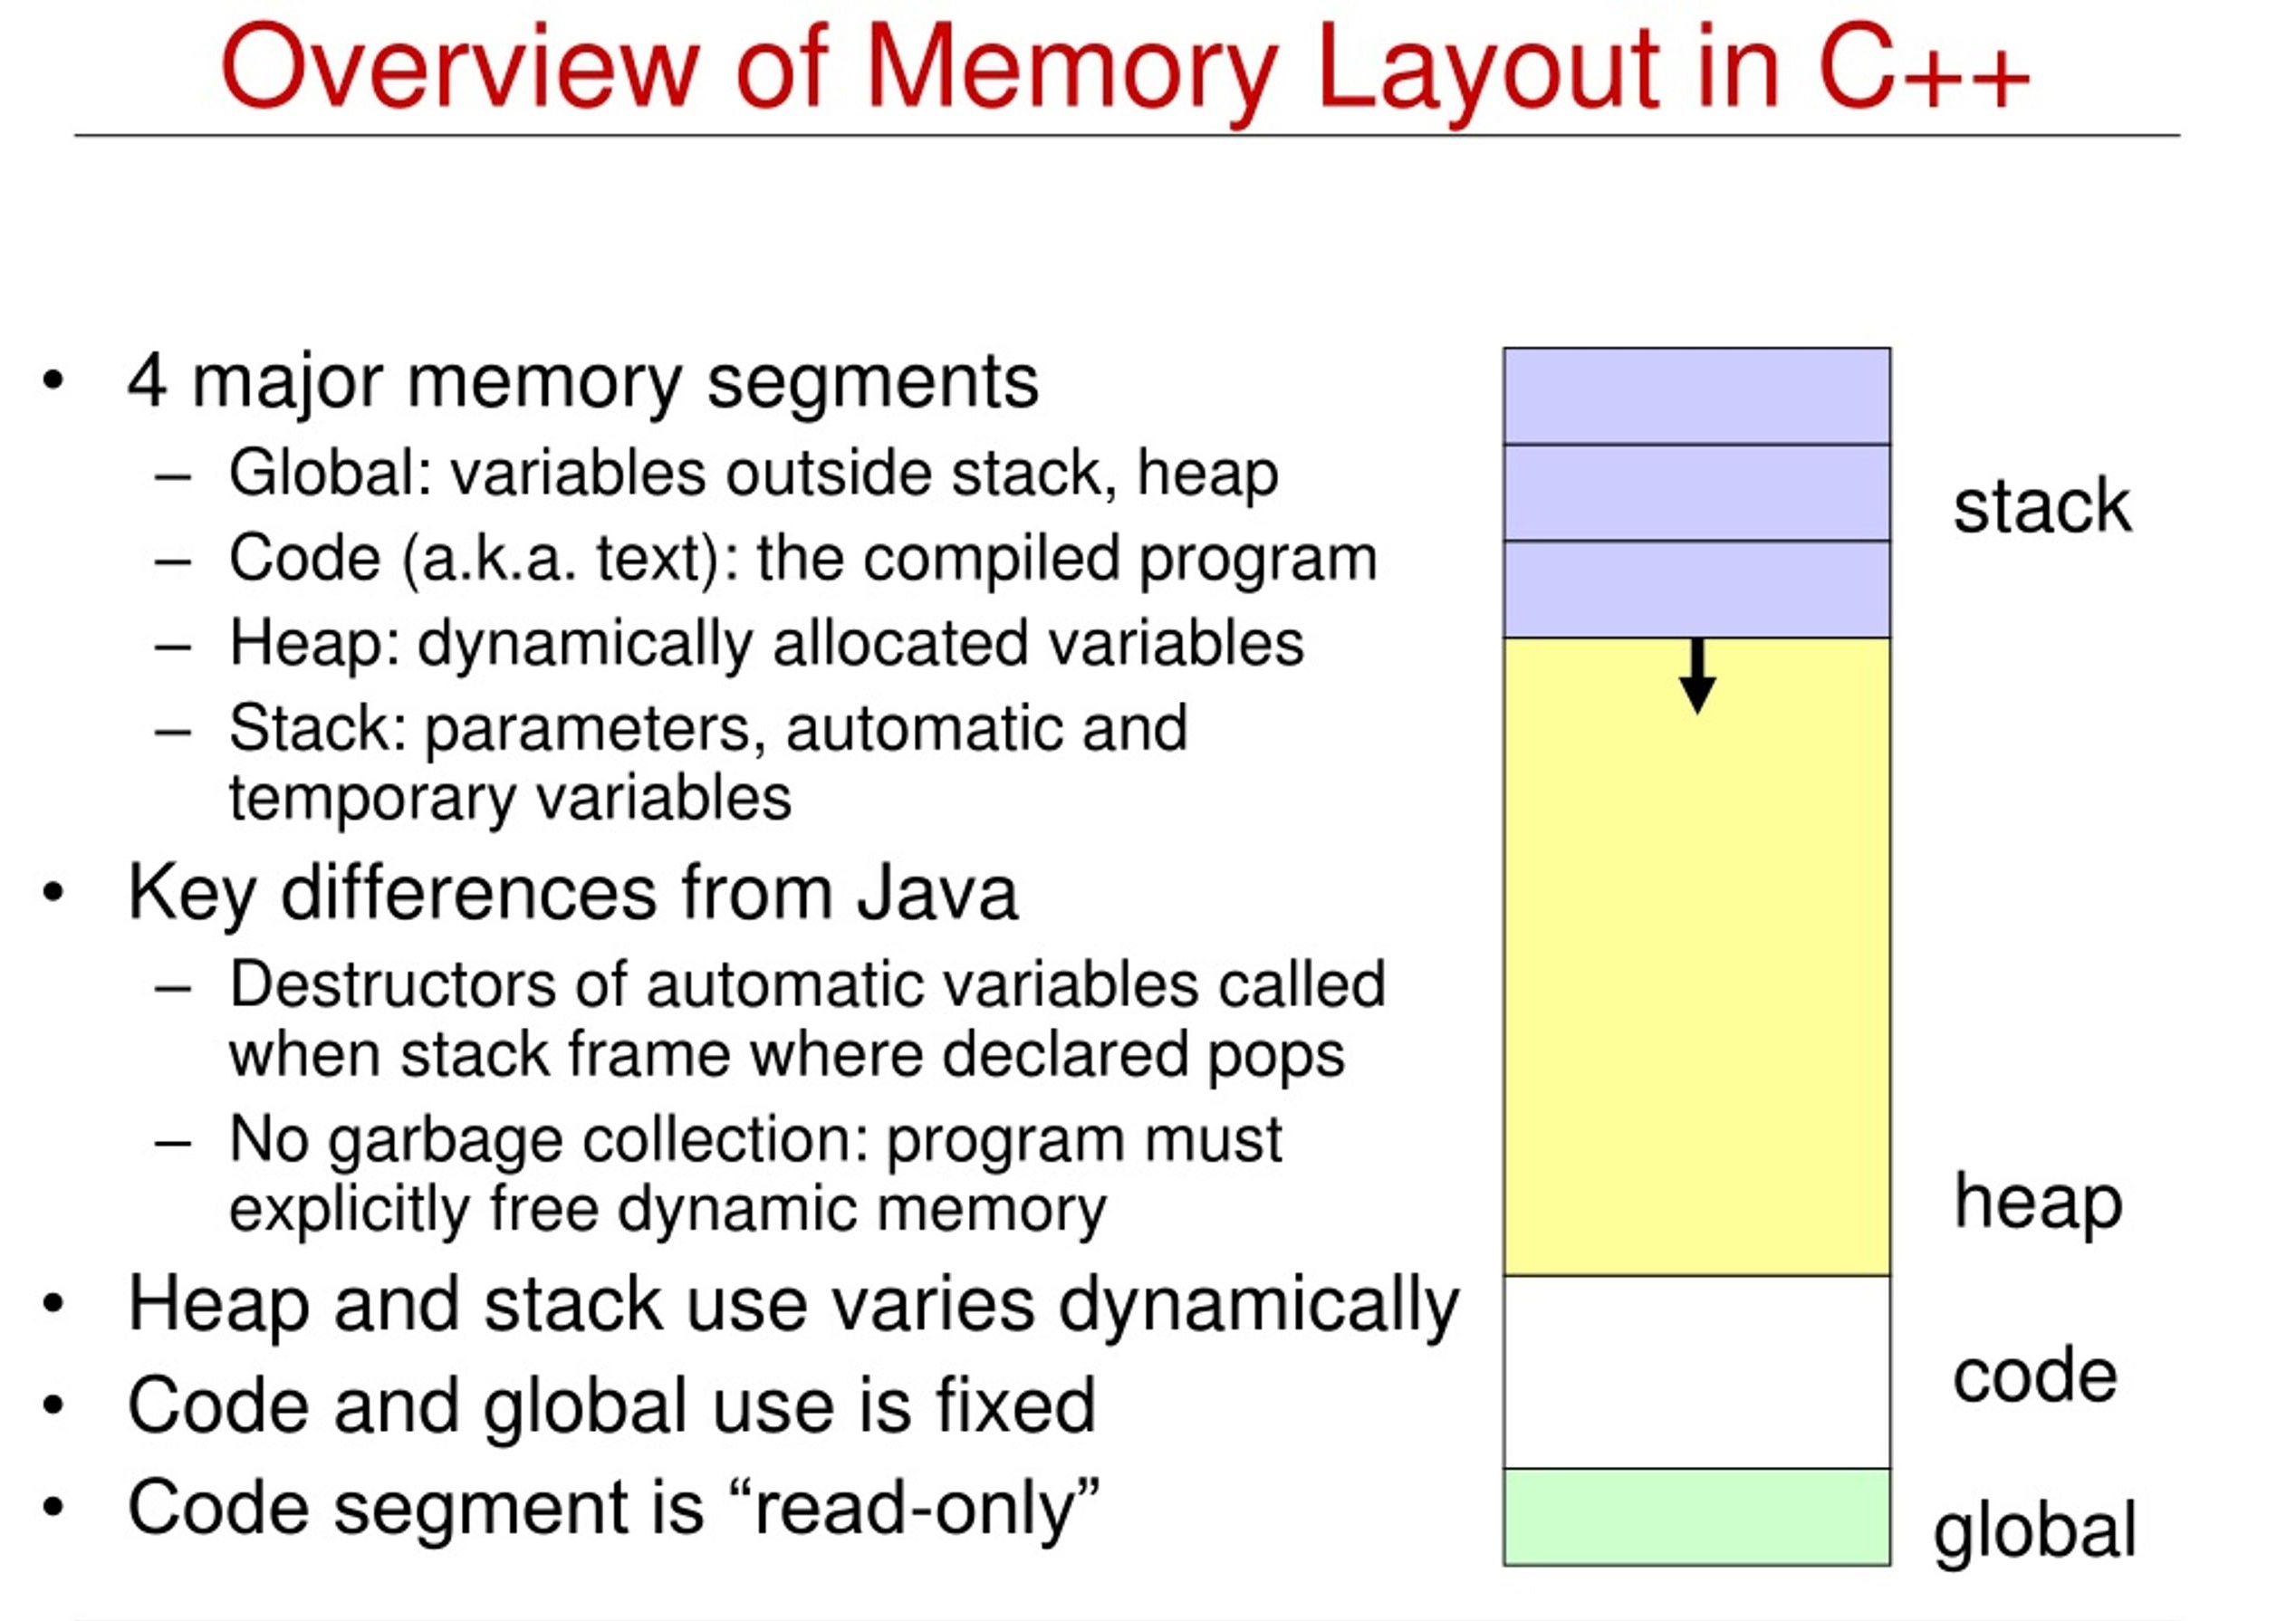 Overview of Memory Layout in C++
• 4 major memory segments
– Global: variables outside stack, heap
– Code (a.k.a. text): the compiled program
– Heap: dynamically allocated variables
– Stack: parameters, automatic and
temporary variables
• Key differences from Java
– Destructors of automatic variables called
when stack frame where declared pops
– No garbage collection: program must
explicitly free dynamic memory
• Heap and stack use varies dynamically
• Code and global use is fixed
• Code segment is “read-only”
stack
heap
code
global